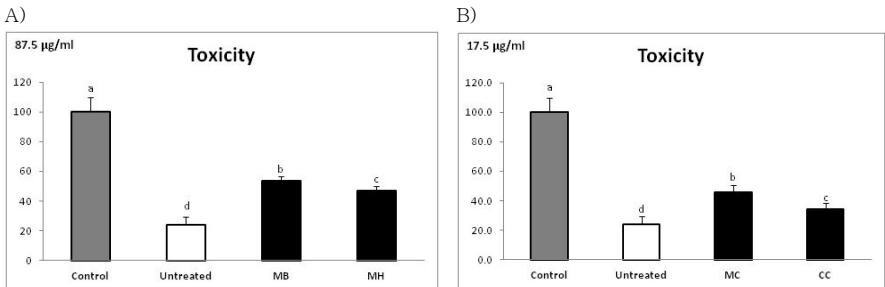 A)
87.5 µg/ml
Toxicity
120
100
80
60
40
20
0
a
d
b
c
Control Untreated MB MH
B)
17.5 µg/ml
Toxicity
120.0
100.0
80.0
60.0
40.0
20.0
0.0
a
d
b
c
Control Untreated MC CC